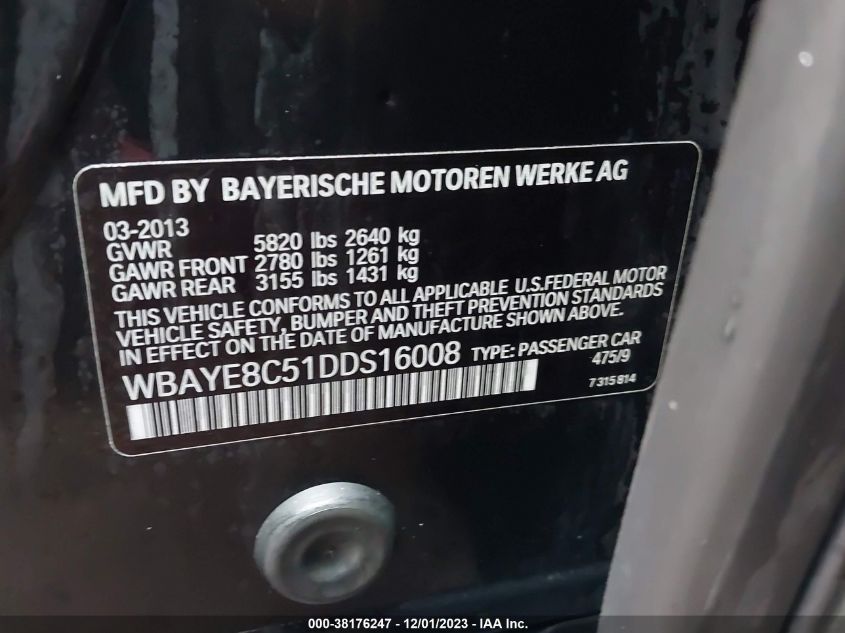 MFD BY BAYERISCHE MOTOREN WERKE AG
03-2013
GVWR 5820 lbs 2640 kg
GAWR FRONT 2780 lbs 1261 kg
GAWR REAR 3155 lbs 1431 kg
THIS VEHICLE CONFORMS TO ALL APPLICABLE U.S.FEDERAL MOTOR
VEHICLE SAFETY, BUMPER AND THEFT PREVENTION STANDARDS
IN EFFECT ON THE DATE OF MANUFACTURE SHOWN ABOVE.
WBAYE8C51DDS16008 TYPE: PASSENGER CAR
475/9
7315814
000-38176247 - 12/01/2023 - IAA Inc.